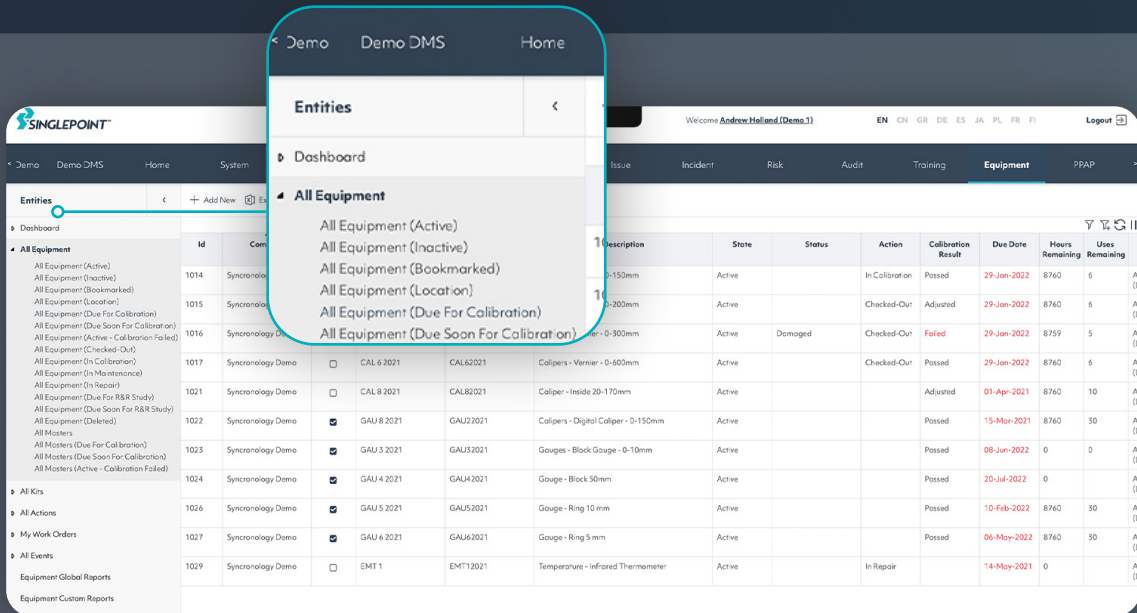 < Demo Demo DMS Home
Entities <
Dashboard
All Equipment
All Equipment (Active)
All Equipment (Inactive)
All Equipment (Bookmarked)
All Equipment (Location)
All Equipment (Due For Calibration)
All Equipment (Due Soon For Calibration)
SINGLEPOINT™
Welcome Andrew Holland (Demo 1) EN CN GR DE ES JA PL FR FI Logout
< Demo Demo DMS Home System Issue Incident Risk Audit Training Equipment PPAP >
Entities < + Add New
Dashboard
All Equipment
All Equipment (Active)
All Equipment (Inactive)
All Equipment (Bookmarked)
All Equipment (Location)
All Equipment (Due For Calibration)
All Equipment (Due Soon For Calibration)
All Equipment (Active - Calibration Failed)
All Equipment (Checked-Out)
All Equipment (In Calibration)
All Equipment (In Maintenance)
All Equipment (In Repair)
All Equipment (Due For R&R Study)
All Equipment (Due Soon For R&R Study)
All Equipment (Deleted)
All Masters
All Masters (Due For Calibration)
All Masters (Due Soon For Calibration)
All Masters (Active - Calibration Failed)
All Kits
All Actions
My Work Orders
All Events
Equipment Global Reports
Equipment Custom Reports
Id State Status Action Calibration Result Due Date Hours Remaining Uses Remaining
1014 -150mm Active In Calibration Passed 29-Jan-2022 8760 6
1015 -200mm Active Checked-Out Adjusted 29-Jan-2022 8760 6
1016 - 0-300mm Active Damaged Checked-Out Failed 29-Jan-2022 8759 5
1017 Syncronology Demo CAL 6 2021 CAL62021 Calipers - Vernier - 0-600mm Active Checked-Out Passed 29-Jan-2022 8760 6
1021 Syncronology Demo CAL 8 2021 CAL82021 Caliper - Inside 20-170mm Active Adjusted 01-Apr-2021 8760 10
1022 Syncronology Demo GAU 8 2021 GAU22021 Calipers - Digital Caliper - 0-150mm Active Passed 15-Mar-2021 8760 30
1023 Syncronology Demo GAU 3 2021 GAU32021 Gauges - Block Gauge - 0-10mm Active Passed 08-Jun-2022 0 0
1024 Syncronology Demo GAU 4 2021 GAU42021 Gauge - Block 50mm Active Passed 20-Jul-2022 0
1026 Syncronology Demo GAU 5 2021 GAU52021 Gauge - Ring 10 mm Active Passed 10-Feb-2022 8760 30
1027 Syncronology Demo GAU 6 2021 GAU62021 Gauge - Ring 5 mm Active Passed 06-May-2022 8760 30
1029 Syncronology Demo EMT 1 EMT12021 Temperature - Infrared Thermometer Active In Repair 14-May-2021 0